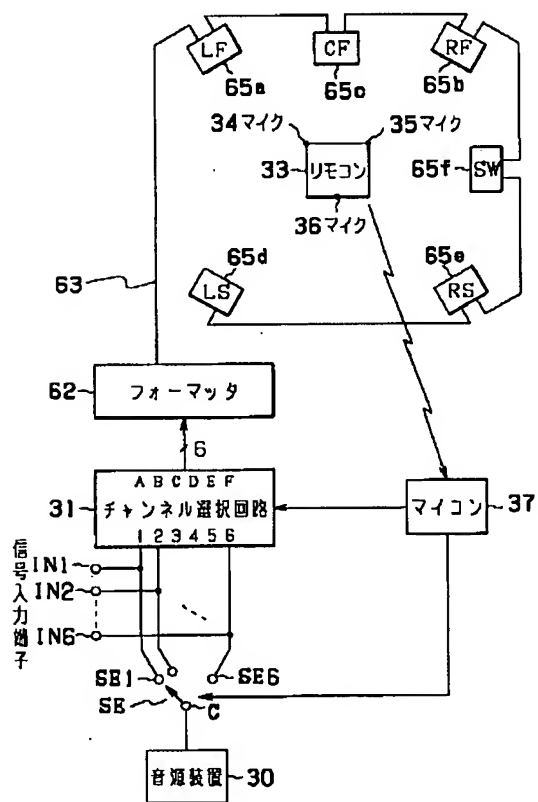 LF
CF
RF
65a
65c
65b
34マイク
35マイク
33
リモコン
65f
SW
36マイク
65d
65e
LS
RS
63
62
フォーマッタ
6
A B C D E F
31
チャンネル選択回路
マイコン
37
1 2 3 4 5 6
信号入力端子
IN1
IN2
IN6
SE1
SE6
SE
C
音源装置
30